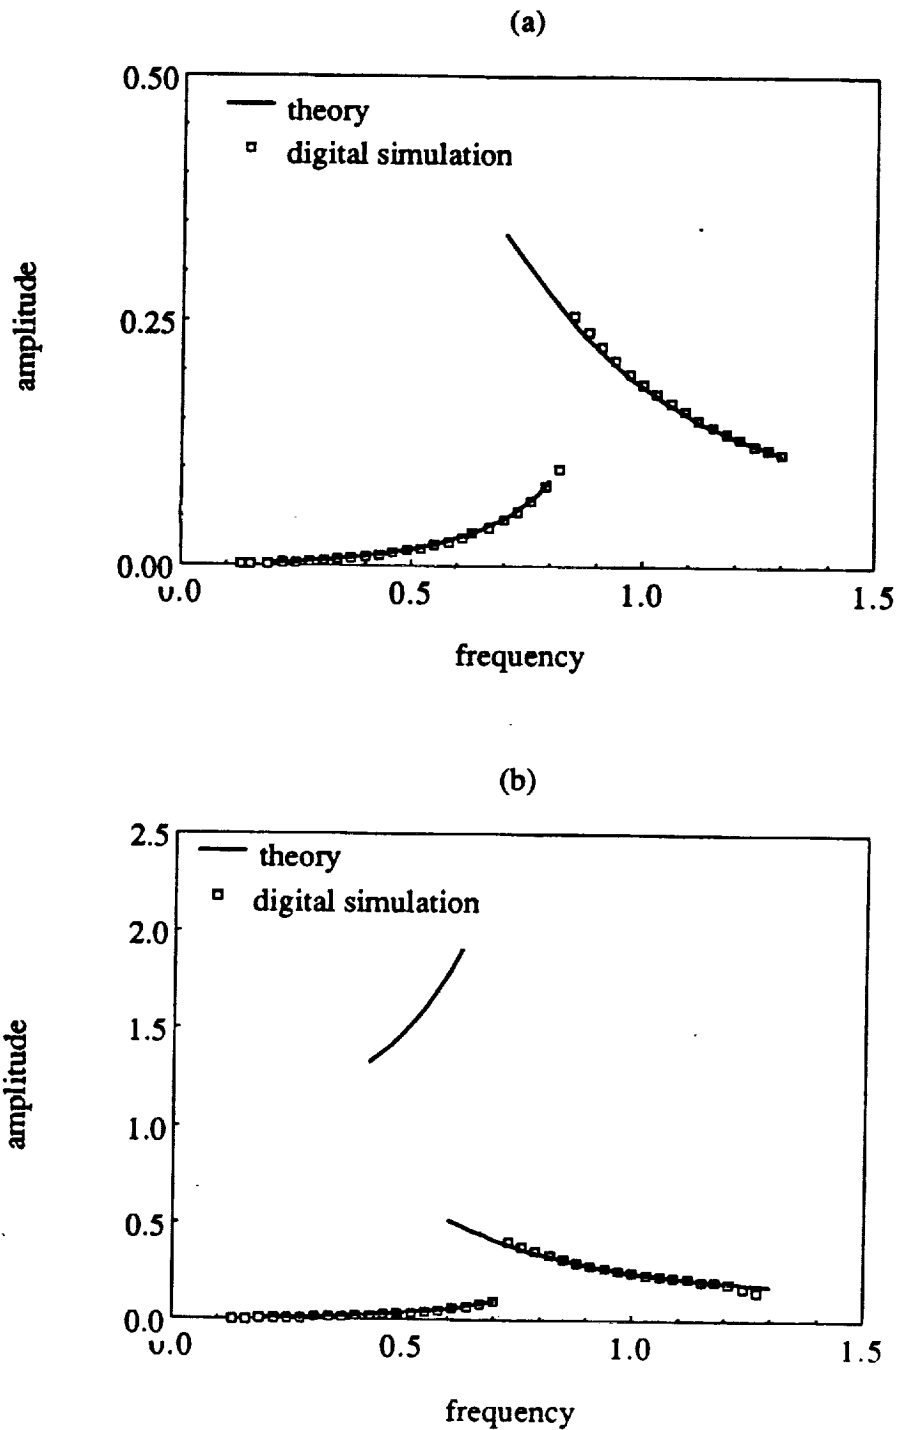 (a)
0.50
theory
digital simulation
amplitude
0.25
0.00
0.0 0.5 1.0 1.5
frequency
(b)
2.5
theory
digital simulation
2.0
1.5
amplitude
1.0
0.5
0.0
0.0 0.5 1.0 1.5
frequency